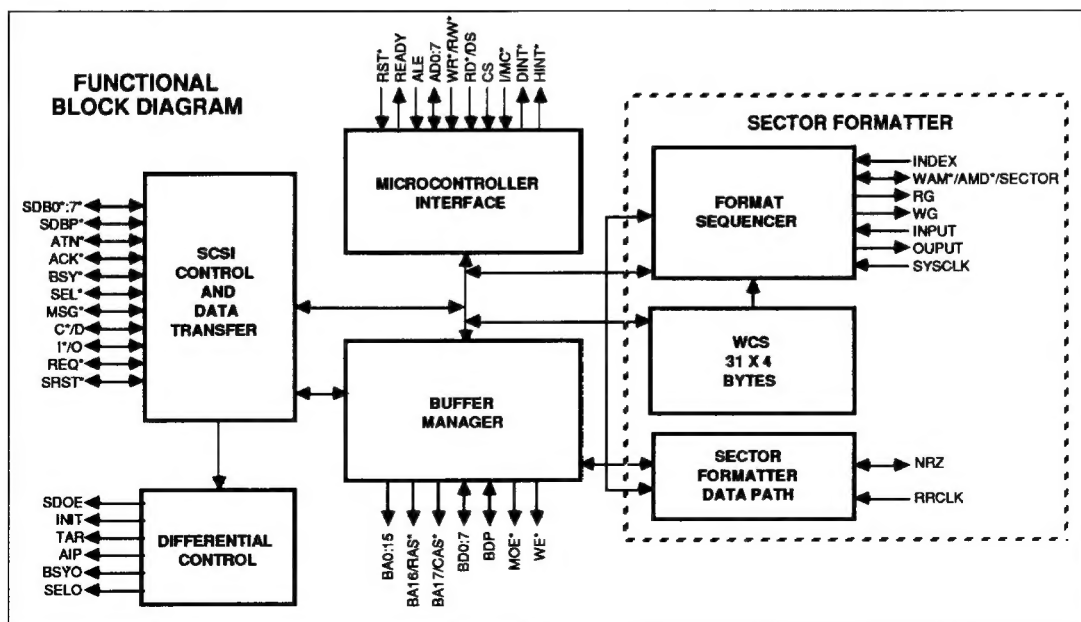 FUNCTIONAL
BLOCK DIAGRAM
RST*
READY
ALE
AD0:7
WR*/R/W*
RD*/DS
CS
I/MC*
DINT*
HINT*
MICROCONTROLLER
INTERFACE
SDB0*:7*
SDBP*
ATN*
ACK*
BSY*
SEL*
MSG*
C*/D
I*/O
REQ*
SRST*
SCSI
CONTROL
AND
DATA
TRANSFER
SDOE
INIT
TAR
AIP
BSYO
SELO
DIFFERENTIAL
CONTROL
BUFFER
MANAGER
BA0:15
BA16/RAS*
BA17/CAS*
BD0:7
BDP
MOE*
WE*
SECTOR FORMATTER
FORMAT
SEQUENCER
INDEX
WAM*/AMD*/SECTOR
RG
WG
INPUT
OUPUT
SYSCLK
WCS
31 X 4
BYTES
SECTOR
FORMATTER
DATA PATH
NRZ
RRCLK